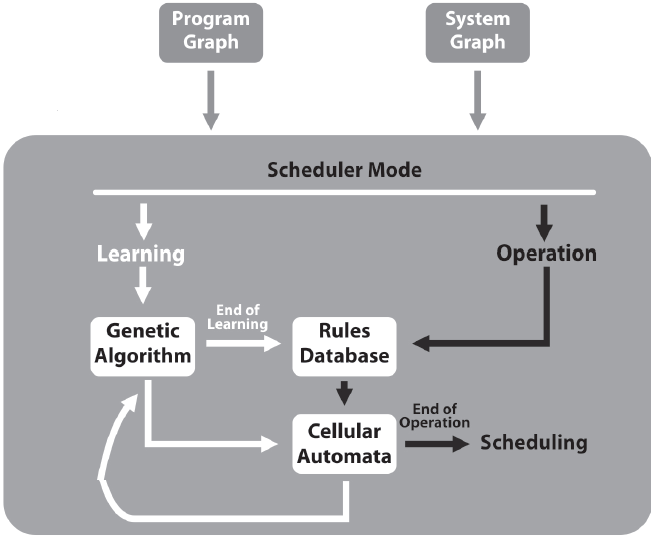 Program
Graph
System
Graph
Scheduler Mode
Learning
Operation
Genetic
Algorithm
End of
Learning
Rules
Database
Cellular
Automata
End of
Operation
Scheduling